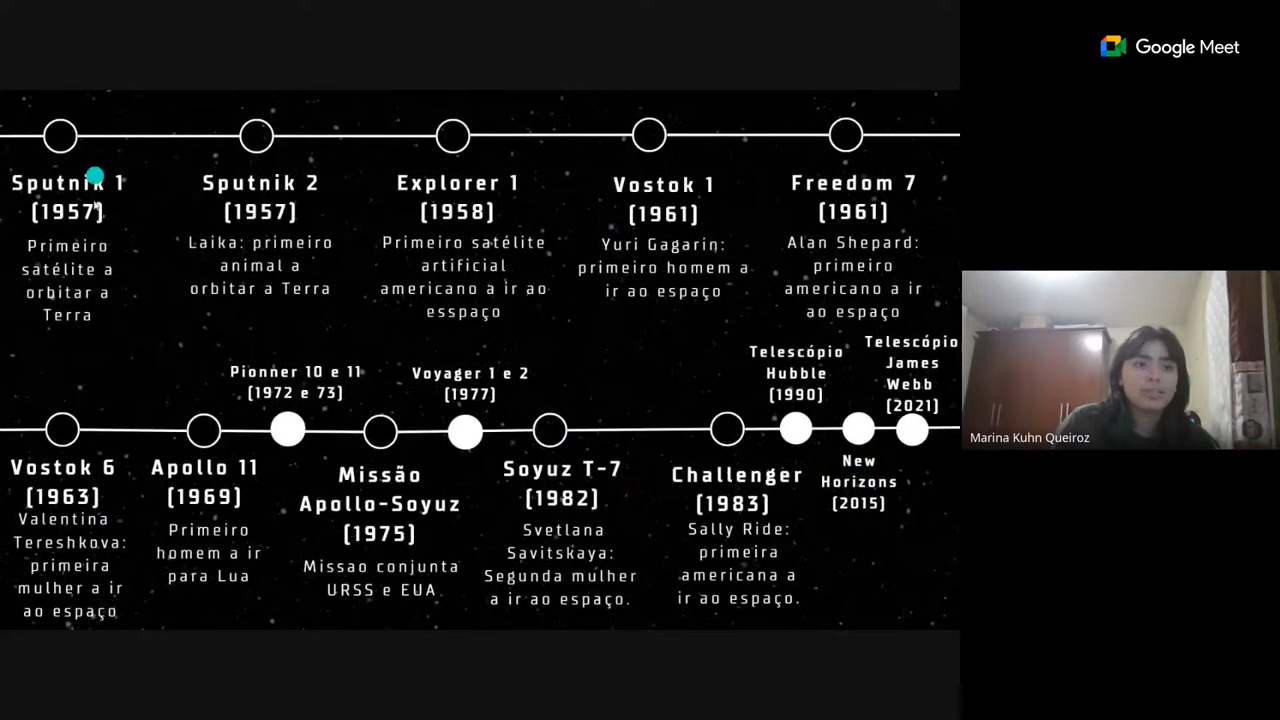 Google Meet
Sputnik 1
(1957)
Primeiro
satélite a
orbitar a
Terra
Sputnik 2
(1957)
Laika: primeiro
animal a
orbitar a Terra
Explorer 1
(1958)
Primeiro satélite
artificial
americano a ir ao
esspaço
Vostok 1
(1961)
Yuri Gagarin:
primeiro homem a
ir ao espaço
Freedom 7
(1961)
Alan Shepard:
primeiro
americano a ir
ao espaço
Vostok 6
(1963)
Valentina
Tereshkova:
primeira
mulher a ir
ao espaço
Apollo 11
(1969)
Primeiro
homem a ir
para Lua
Pionner 10 e 11
(1972 e 73)
Missão
Apollo-Soyuz
(1975)
Missao conjunta
URSS e EUA
Voyager 1 e 2
(1977)
Soyuz T-7
(1982)
Svetlana
Savitskaya:
Segunda mulher
a ir ao espaço.
Challenger
(1983)
Sally Ride:
primeira
americana a
ir ao espaço.
Telescópio
Hubble
(1990)
New
Horizons
(2015)
Telescópio
James
Webb
(2021)
Marina Kuhn Queiroz